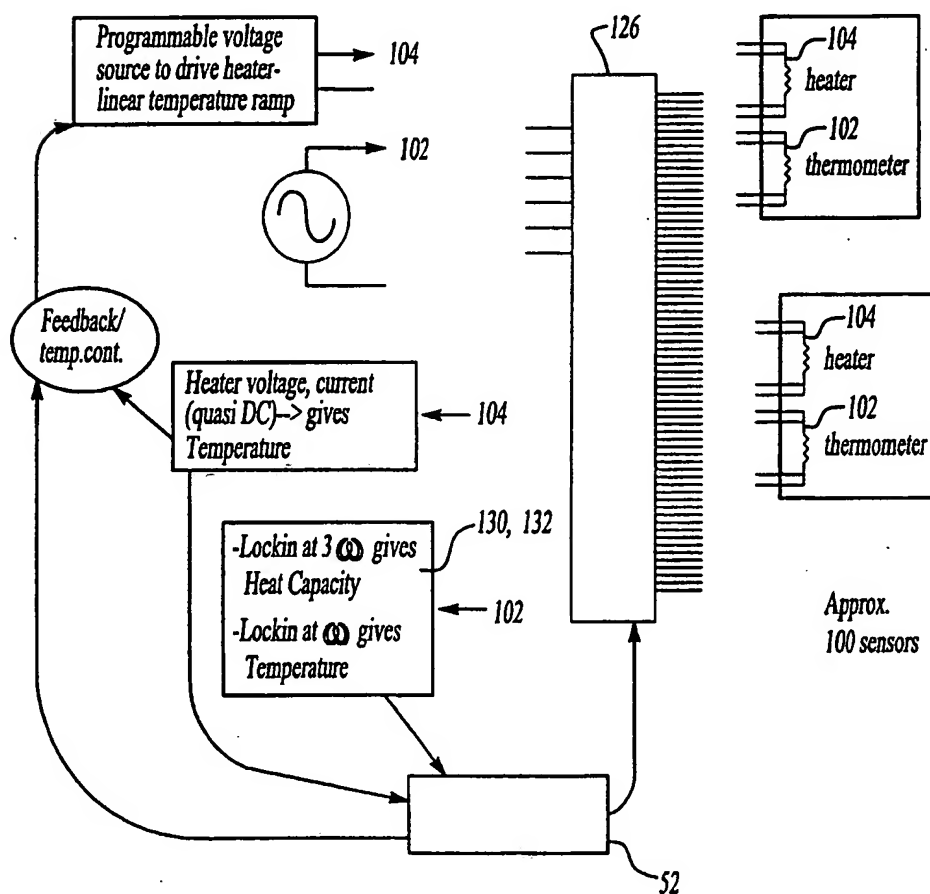 Programmable voltage
source to drive heater-
linear temperature ramp
104
102
126
104
heater
102
thermometer
104
heater
102
thermometer
Approx.
100 sensors
Feedback/
temp.cont.
Heater voltage, current
(quasi DC)--> gives
Temperature
104
-Lockin at 3 ω gives
Heat Capacity
-Lockin at ω gives
Temperature
130, 132
102
52